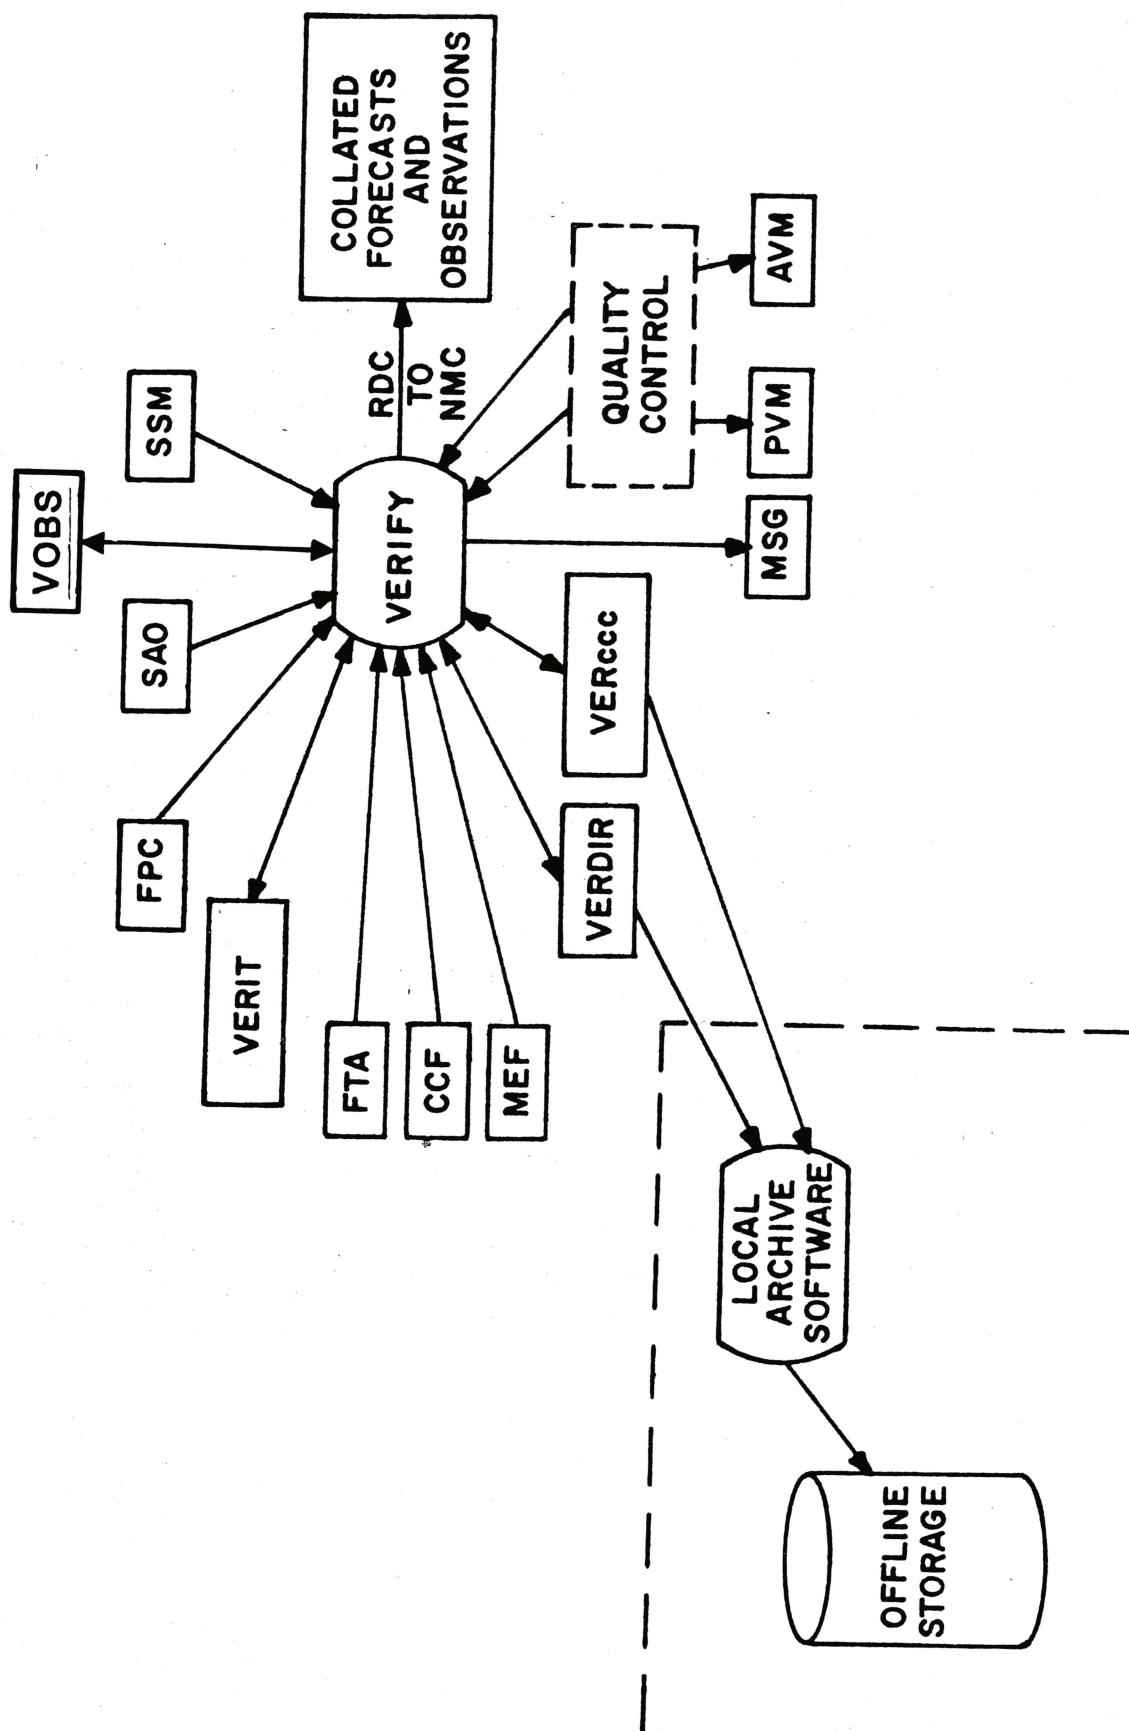 VOBS
SSM
SAO
FPC
VERIT
FTA
CCF
MEF
VERIFY
RDC
TO
NMC
COLLATED
FORECASTS
AND
OBSERVATIONS
QUALITY
CONTROL
AVM
PVM
MSG
VERccc
VERDIR
LOCAL
ARCHIVE
SOFTWARE
OFFLINE
STORAGE